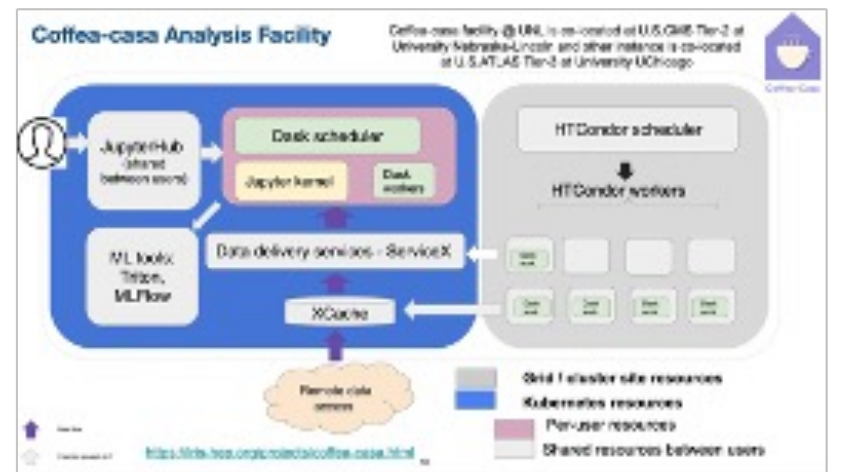 Coffea-casa Analysis Facility
Coffea-casa facility @ UNL is co-located at U.S.CMS Tier-2 at
University Nebraska-Lincoln and other instance is co-located
at U.S.ATLAS Tier-3 at University UChicago
Coffea-Casa
JupyterHub
(shared
between users)
Dask scheduler
Jupyter kernel
Dask
workers
HTCondor scheduler
HTCondor workers
ML tools:
Triton,
MLFlow
Data delivery services - ServiceX
XCache
Remote data
access
Grid / cluster site resources
Kubernetes resources
Per-user resources
Shared resources between users
https://iris-hep.org/projects/coffea-casa.html